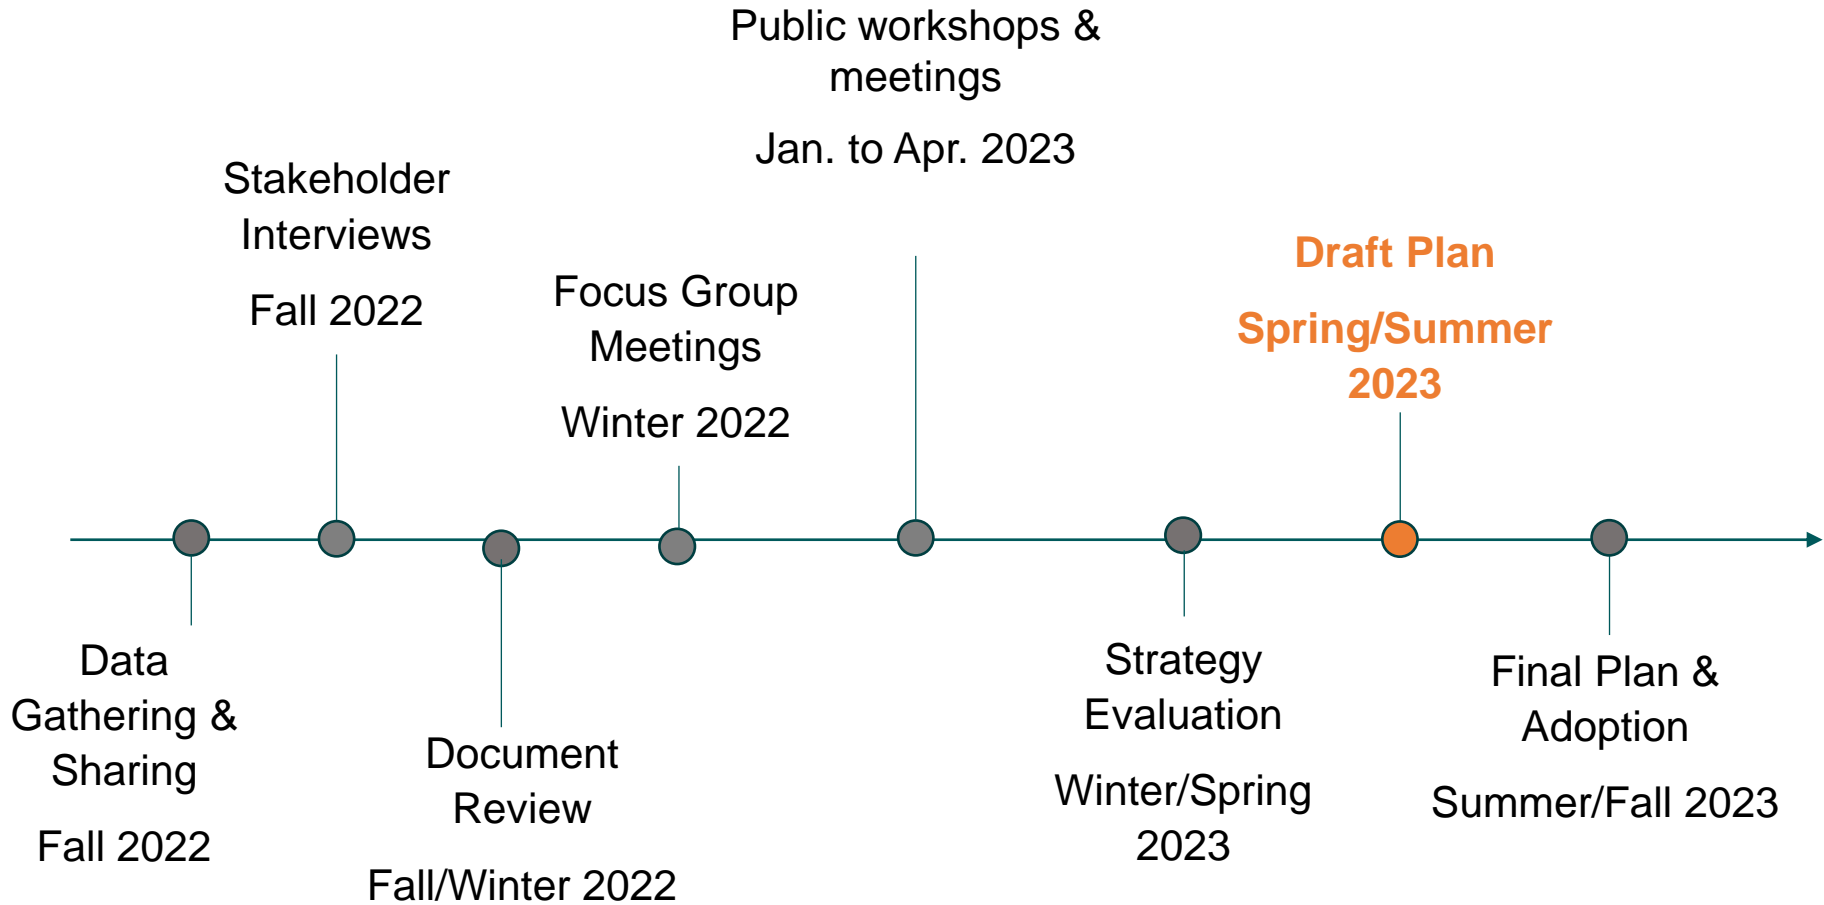 Public workshops &
meetings
Jan. to Apr. 2023
Stakeholder
Interviews
Fall 2022
Focus Group
Meetings
Winter 2022
Draft Plan
Spring/Summer
2023
Data
Gathering &
Sharing
Fall 2022
Document
Review
Fall/Winter 2022
Strategy
Evaluation
Winter/Spring
2023
Final Plan &
Adoption
Summer/Fall 2023